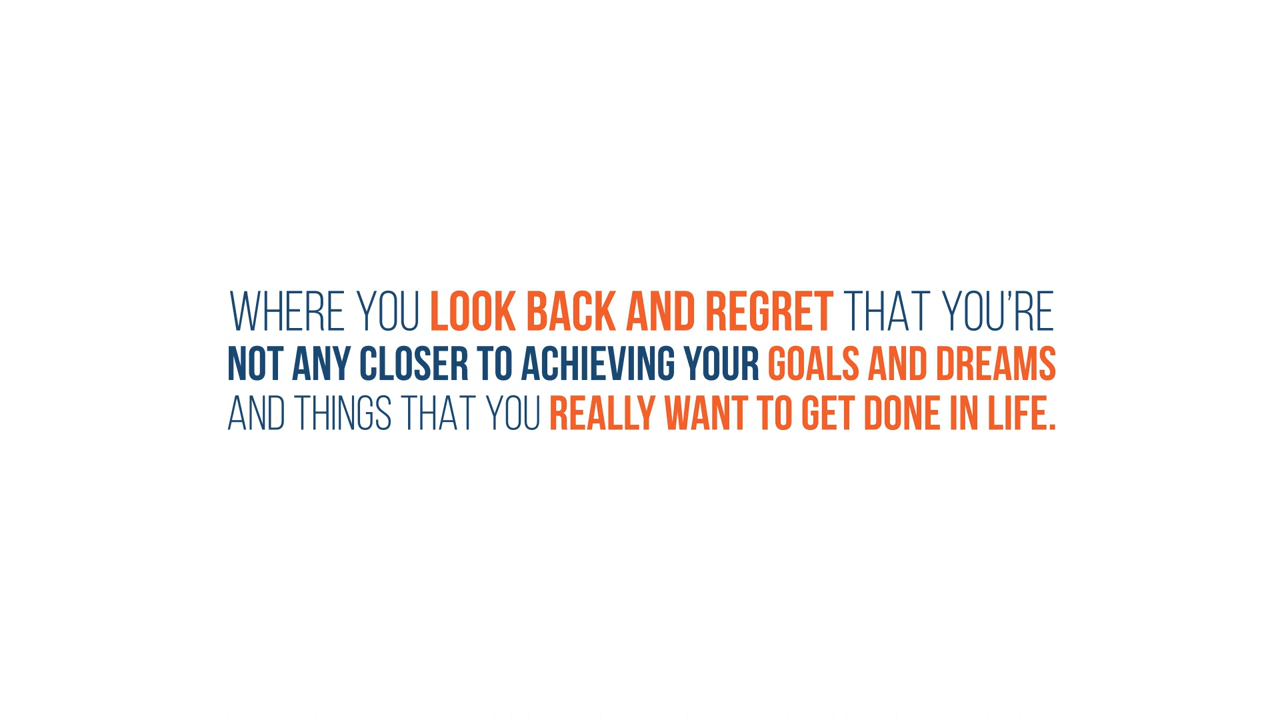 WHERE YOU LOOK BACK AND REGRET THAT YOU'RE
NOT ANY CLOSER TO ACHIEVING YOUR GOALS AND DREAMS
AND THINGS THAT YOU REALLY WANT TO GET DONE IN LIFE.